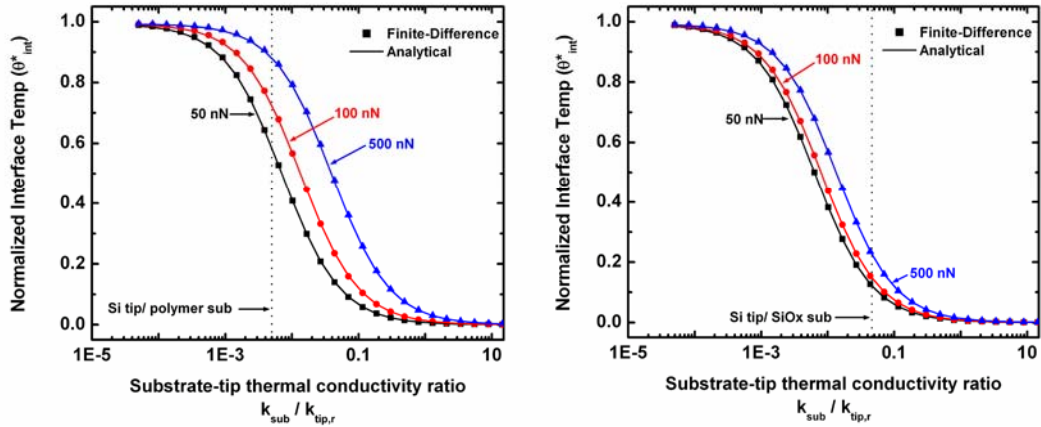 Normalized Interface Temp (θ*int)
1.0
0.8
0.6
0.4
0.2
0.0
Finite-Difference
Analytical
50 nN
100 nN
500 nN
Si tip/ polymer sub
1E-5
1E-3
0.1
10
Substrate-tip thermal conductivity ratio
ksub / ktip,r
Normalized Interface Temp (θ*int)
1.0
0.8
0.6
0.4
0.2
0.0
Finite-Difference
Analytical
100 nN
50 nN
500 nN
Si tip/ SiOx sub
1E-5
1E-3
0.1
10
Substrate-tip thermal conductivity ratio
ksub / ktip,r